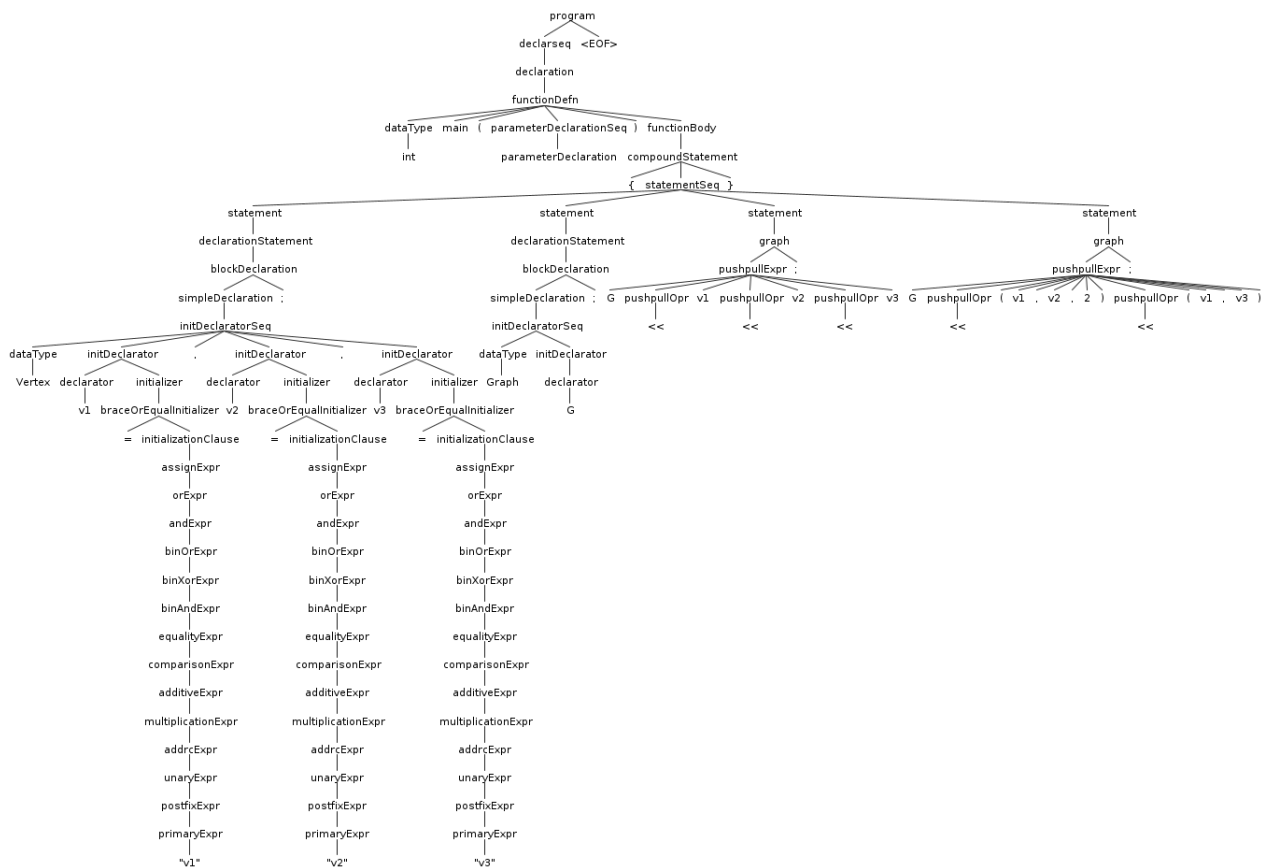 program
declarseq <EOF>
declaration
functionDefn
dataType main ( parameterDeclarationSeq ) functionBody
int parameterDeclaration compoundStatement
{ statementSeq }
statement statement statement statement
declarationStatement declarationStatement graph graph
blockDeclaration blockDeclaration pushpullExpr ; pushpullExpr ;
simpleDeclaration ; simpleDeclaration ; G pushpullOpr v1 pushpullOpr v2 pushpullOpr v3 G pushpullOpr ( v1 , v2 , 2 ) pushpullOpr ( v1 , v3 )
initDeclaratorSeq initDeclaratorSeq << << << << <<
dataType initDeclarator , initDeclarator , initDeclarator dataType initDeclarator
Vertex declarator initializer declarator initializer declarator initializer Graph declarator
v1 braceOrEqualInitializer v2 braceOrEqualInitializer v3 braceOrEqualInitializer G
= initializationClause = initializationClause = initializationClause
assignExpr assignExpr assignExpr
orExpr orExpr orExpr
andExpr andExpr andExpr
binOrExpr binOrExpr binOrExpr
binXorExpr binXorExpr binXorExpr
binAndExpr binAndExpr binAndExpr
equalityExpr equalityExpr equalityExpr
comparisonExpr comparisonExpr comparisonExpr
additiveExpr additiveExpr additiveExpr
multiplicationExpr multiplicationExpr multiplicationExpr
addrcExpr addrcExpr addrcExpr
unaryExpr unaryExpr unaryExpr
postfixExpr postfixExpr postfixExpr
primaryExpr primaryExpr primaryExpr
"v1" "v2" "v3"